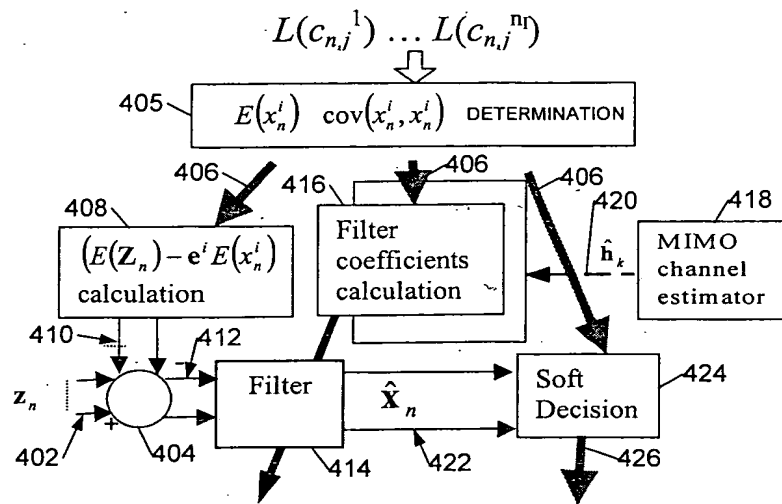 L(c_{n,j}^1) ... L(c_{n,j}^{n_I})
405
E(x_n^i) cov(x_n^i, x_n^i) DETERMINATION
406
406
406
416
420
418
408
(E(Z_n) – e^i E(x_n^i)
calculation
Filter
coefficients
calculation
ĥ_k
MIMO
channel
estimator
410
412
-
z_n
+
402
404
Filter
414
X̂_n
422
Soft
Decision
424
426